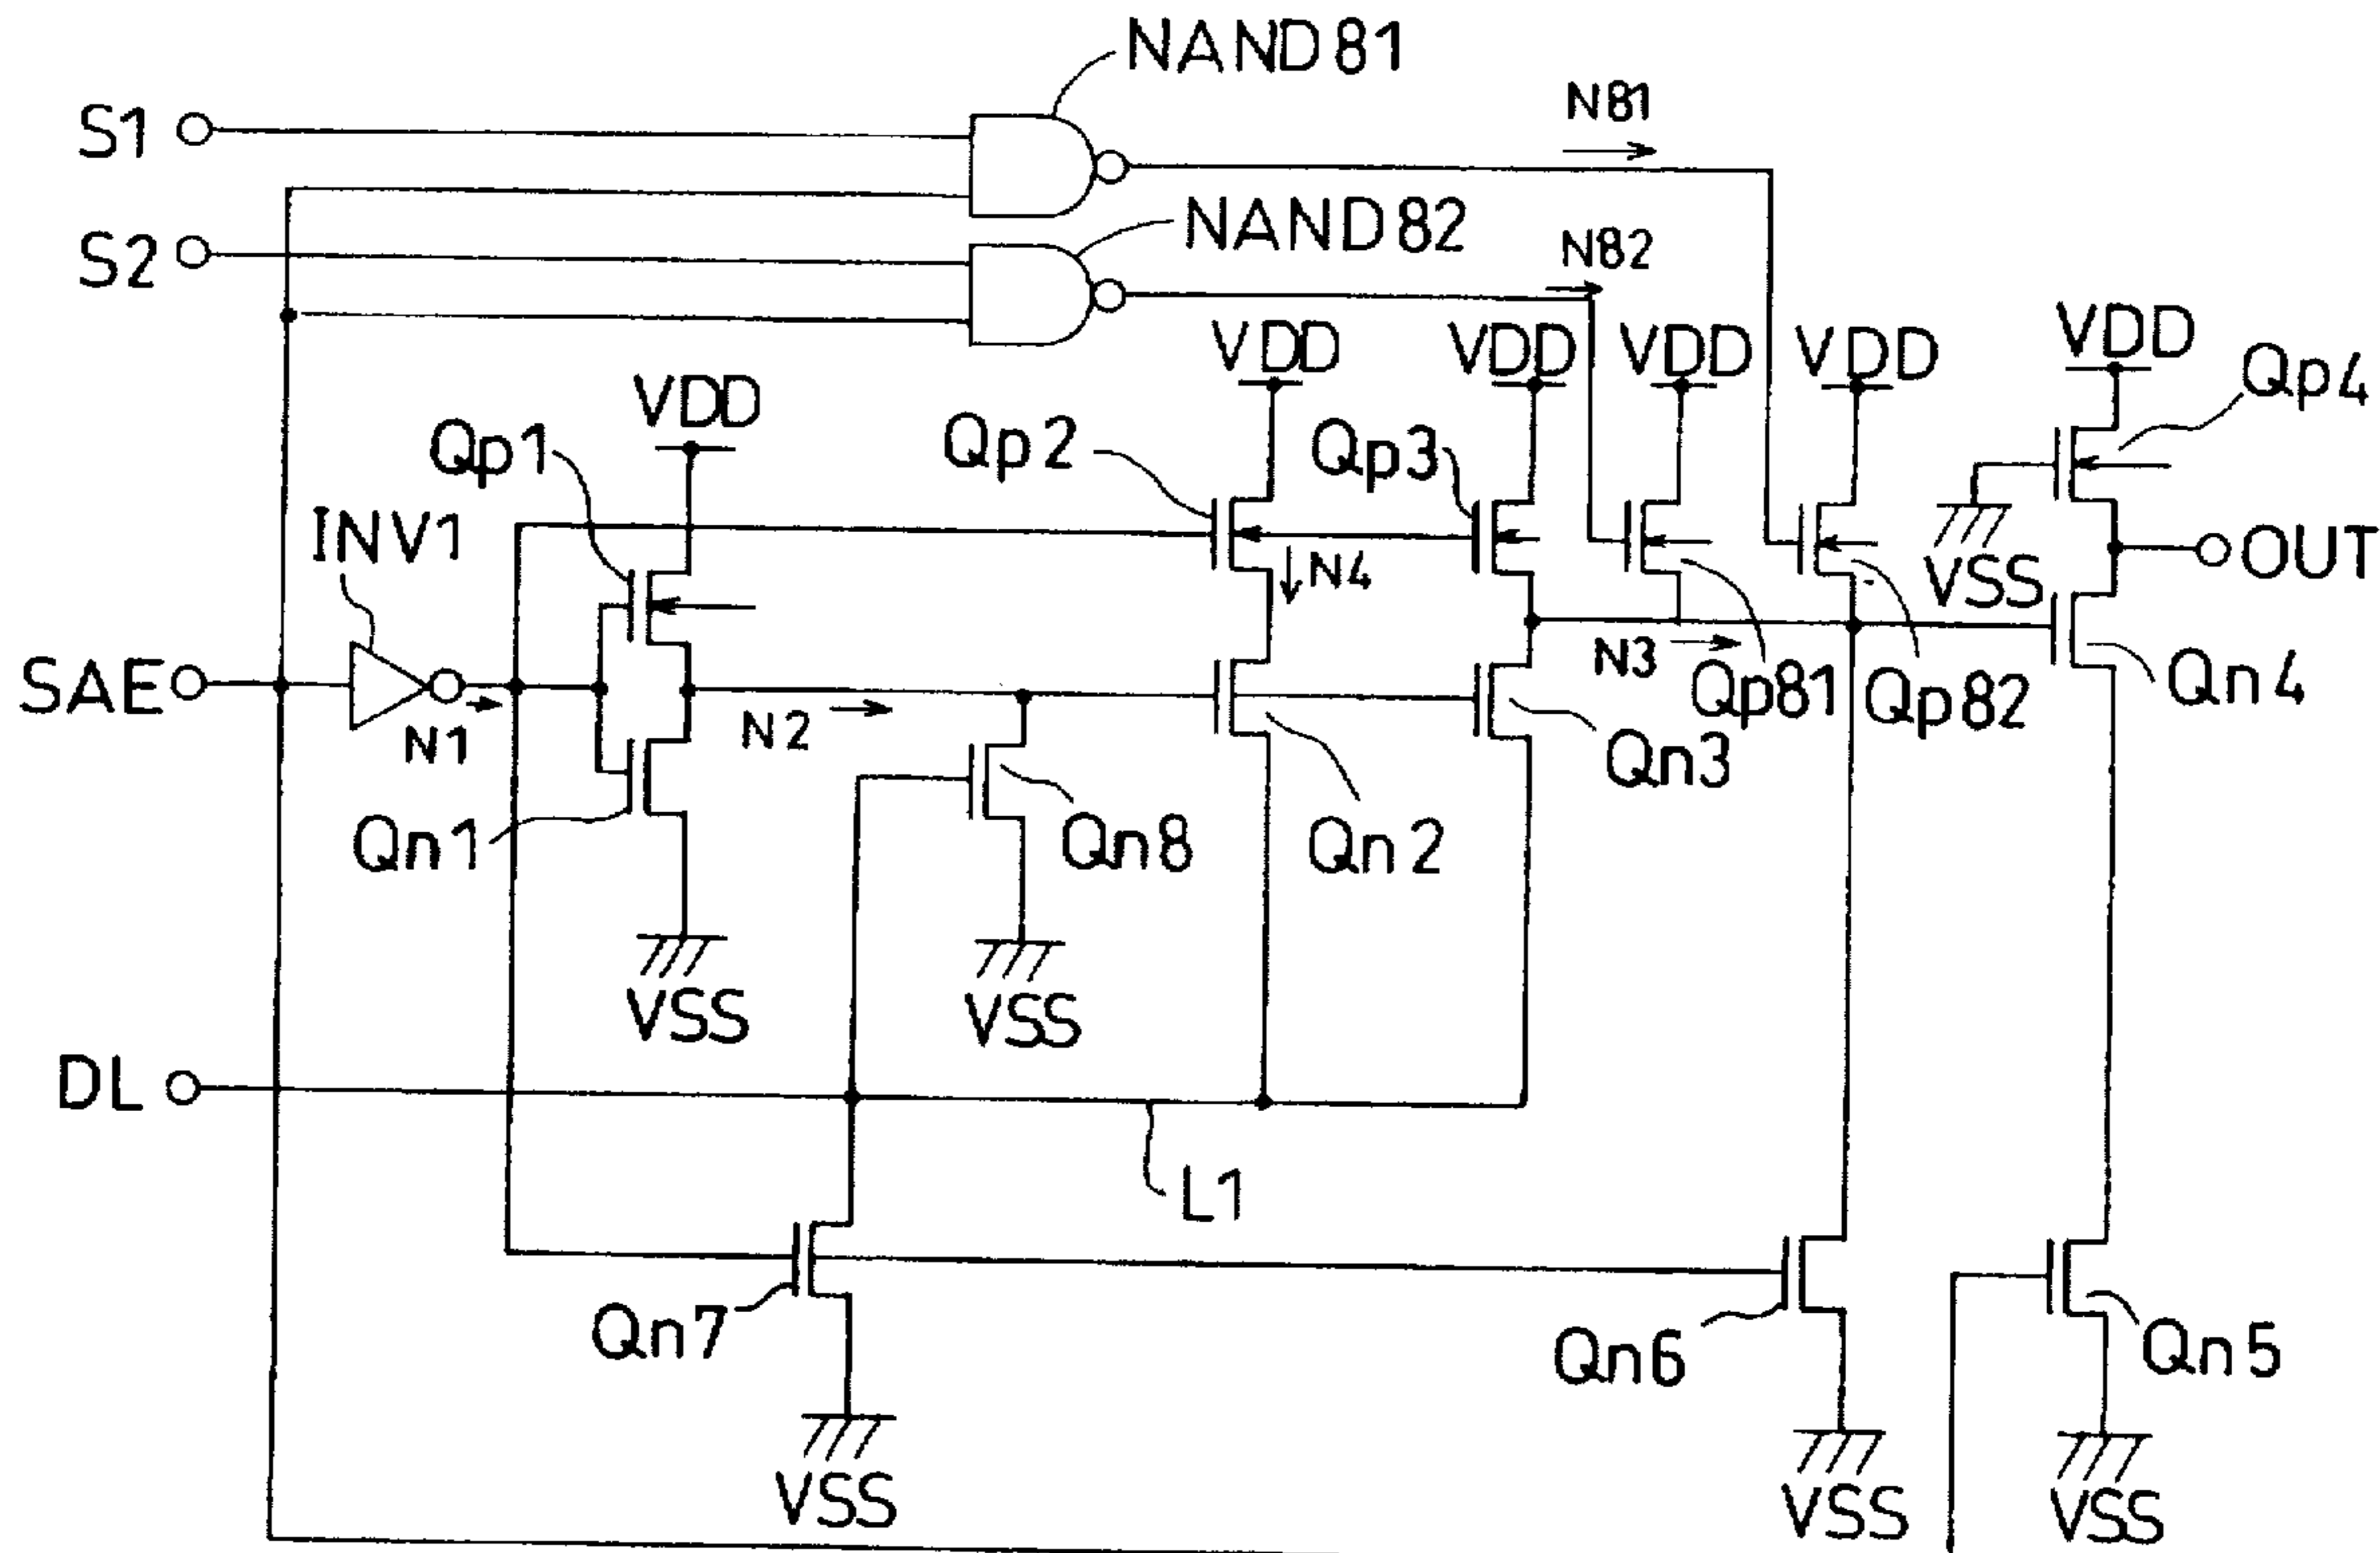 NAND81
N81
S1
NAND82
S2
N82
VDD
VDD
VDD
VDD
VDD
Qp4
VDD
Qp1
Qp2
Qp3
INV1
N4
VSS
OUT
SAE
N1
N2
N3
Qp81
Qp82
Qn4
Qn3
Qn1
Qn8
Qn2
VSS
VSS
DL
L1
Qn7
Qn6
Qn5
VSS
VSS
VSS